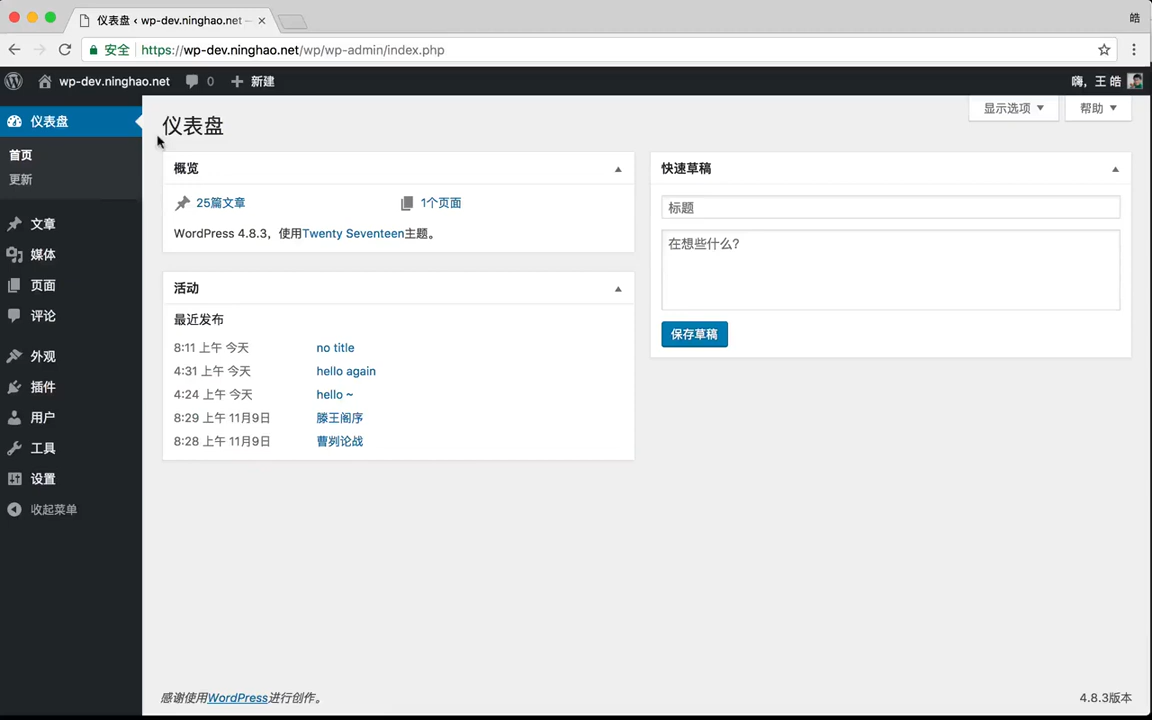 仪表盘 ‹ wp-dev.ninghao.net —
皓
安全 https://wp-dev.ninghao.net/wp/wp-admin/index.php
wp-dev.ninghao.net 0 新建
嗨，王 皓
仪表盘
首页
更新
文章
媒体
页面
评论
外观
插件
用户
工具
设置
收起菜单
显示选项 帮助
仪表盘
概览
25篇文章 1个页面
WordPress 4.8.3，使用Twenty Seventeen主题。
活动
最近发布
8:11 上午 今天 no title
4:31 上午 今天 hello again
4:24 上午 今天 hello ~
8:29 上午 11月9日 滕王阁序
8:28 上午 11月9日 曹刿论战
快速草稿
标题
在想些什么？
保存草稿
感谢使用WordPress进行创作。
4.8.3版本